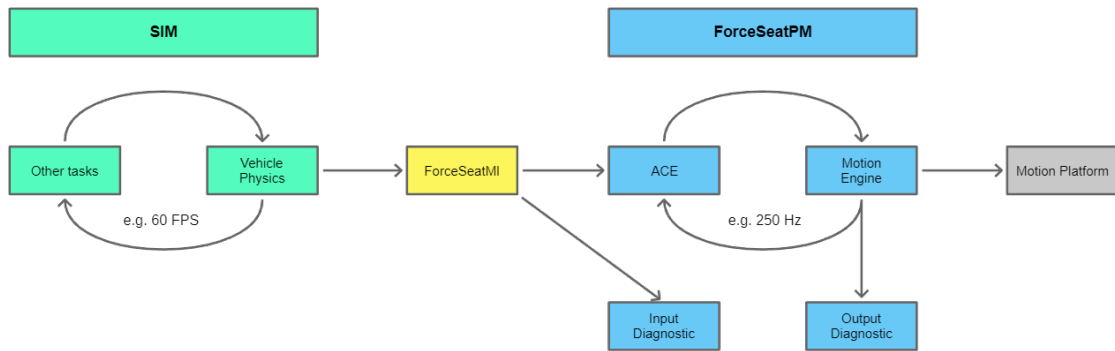 SIM
ForceSeatPM
Other tasks
Vehicle
Physics
ForceSeatMI
ACE
Motion
Engine
Motion Platform
e.g. 60 FPS
e.g. 250 Hz
Input
Diagnostic
Output
Diagnostic